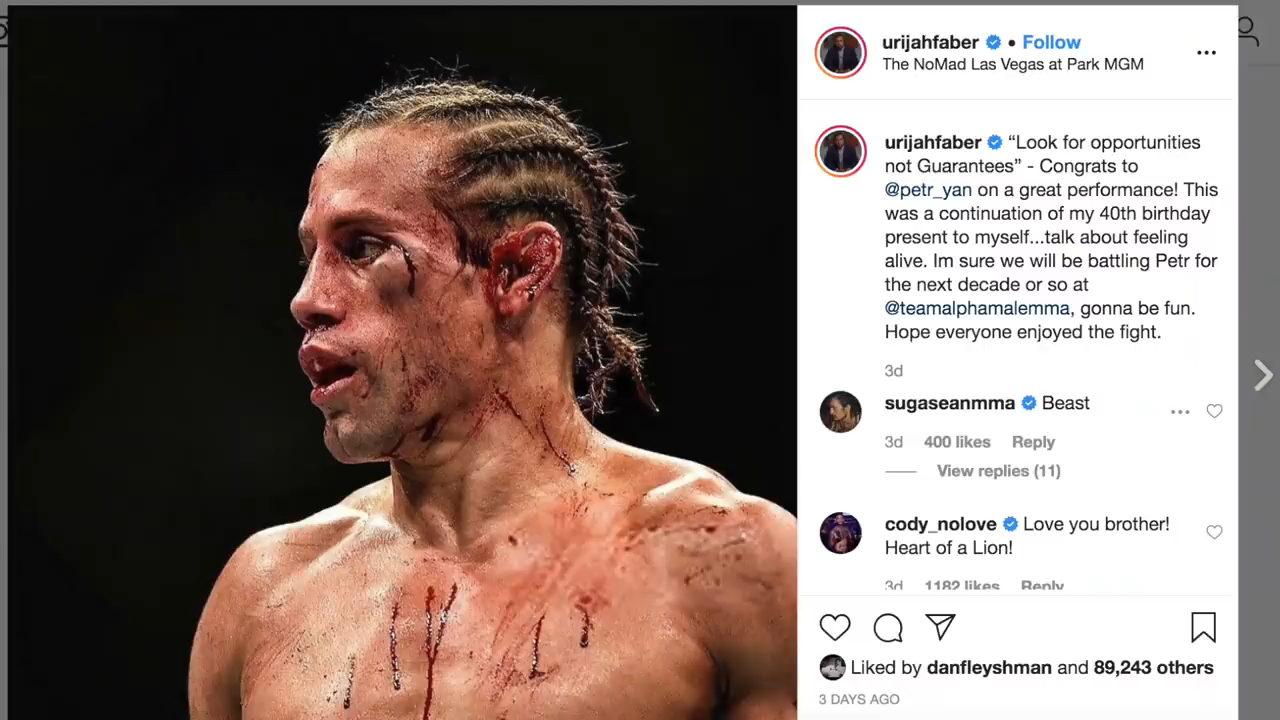 urijahfaber • Follow
The NoMad Las Vegas at Park MGM
urijahfaber “Look for opportunities
not Guarantees” - Congrats to
@petr_yan on a great performance! This
was a continuation of my 40th birthday
present to myself...talk about feeling
alive. Im sure we will be battling Petr for
the next decade or so at
@teamalphamalemma, gonna be fun.
Hope everyone enjoyed the fight.
3d
sugaseanmma Beast
3d 400 likes Reply
View replies (11)
cody_nolove Love you brother!
Heart of a Lion!
3d 1182 likes Reply
Liked by danfleyshman and 89,243 others
3 DAYS AGO